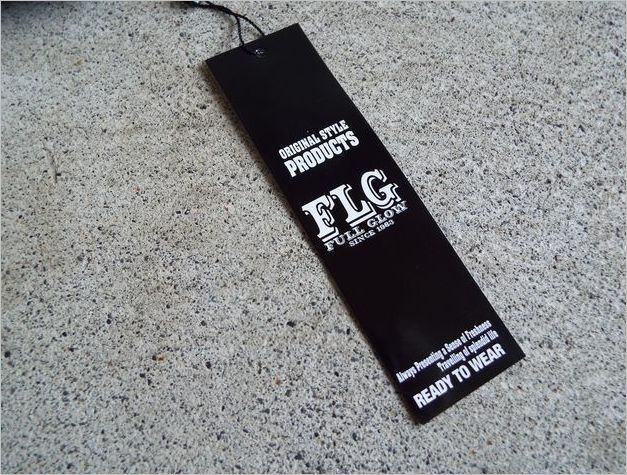 ORIGINAL STYLE
PRODUCTS
FLG
FULL GLOW
SINCE 1983
Always Presenting a Sense of Freshness
Travelling of splendid life
READY TO WEAR